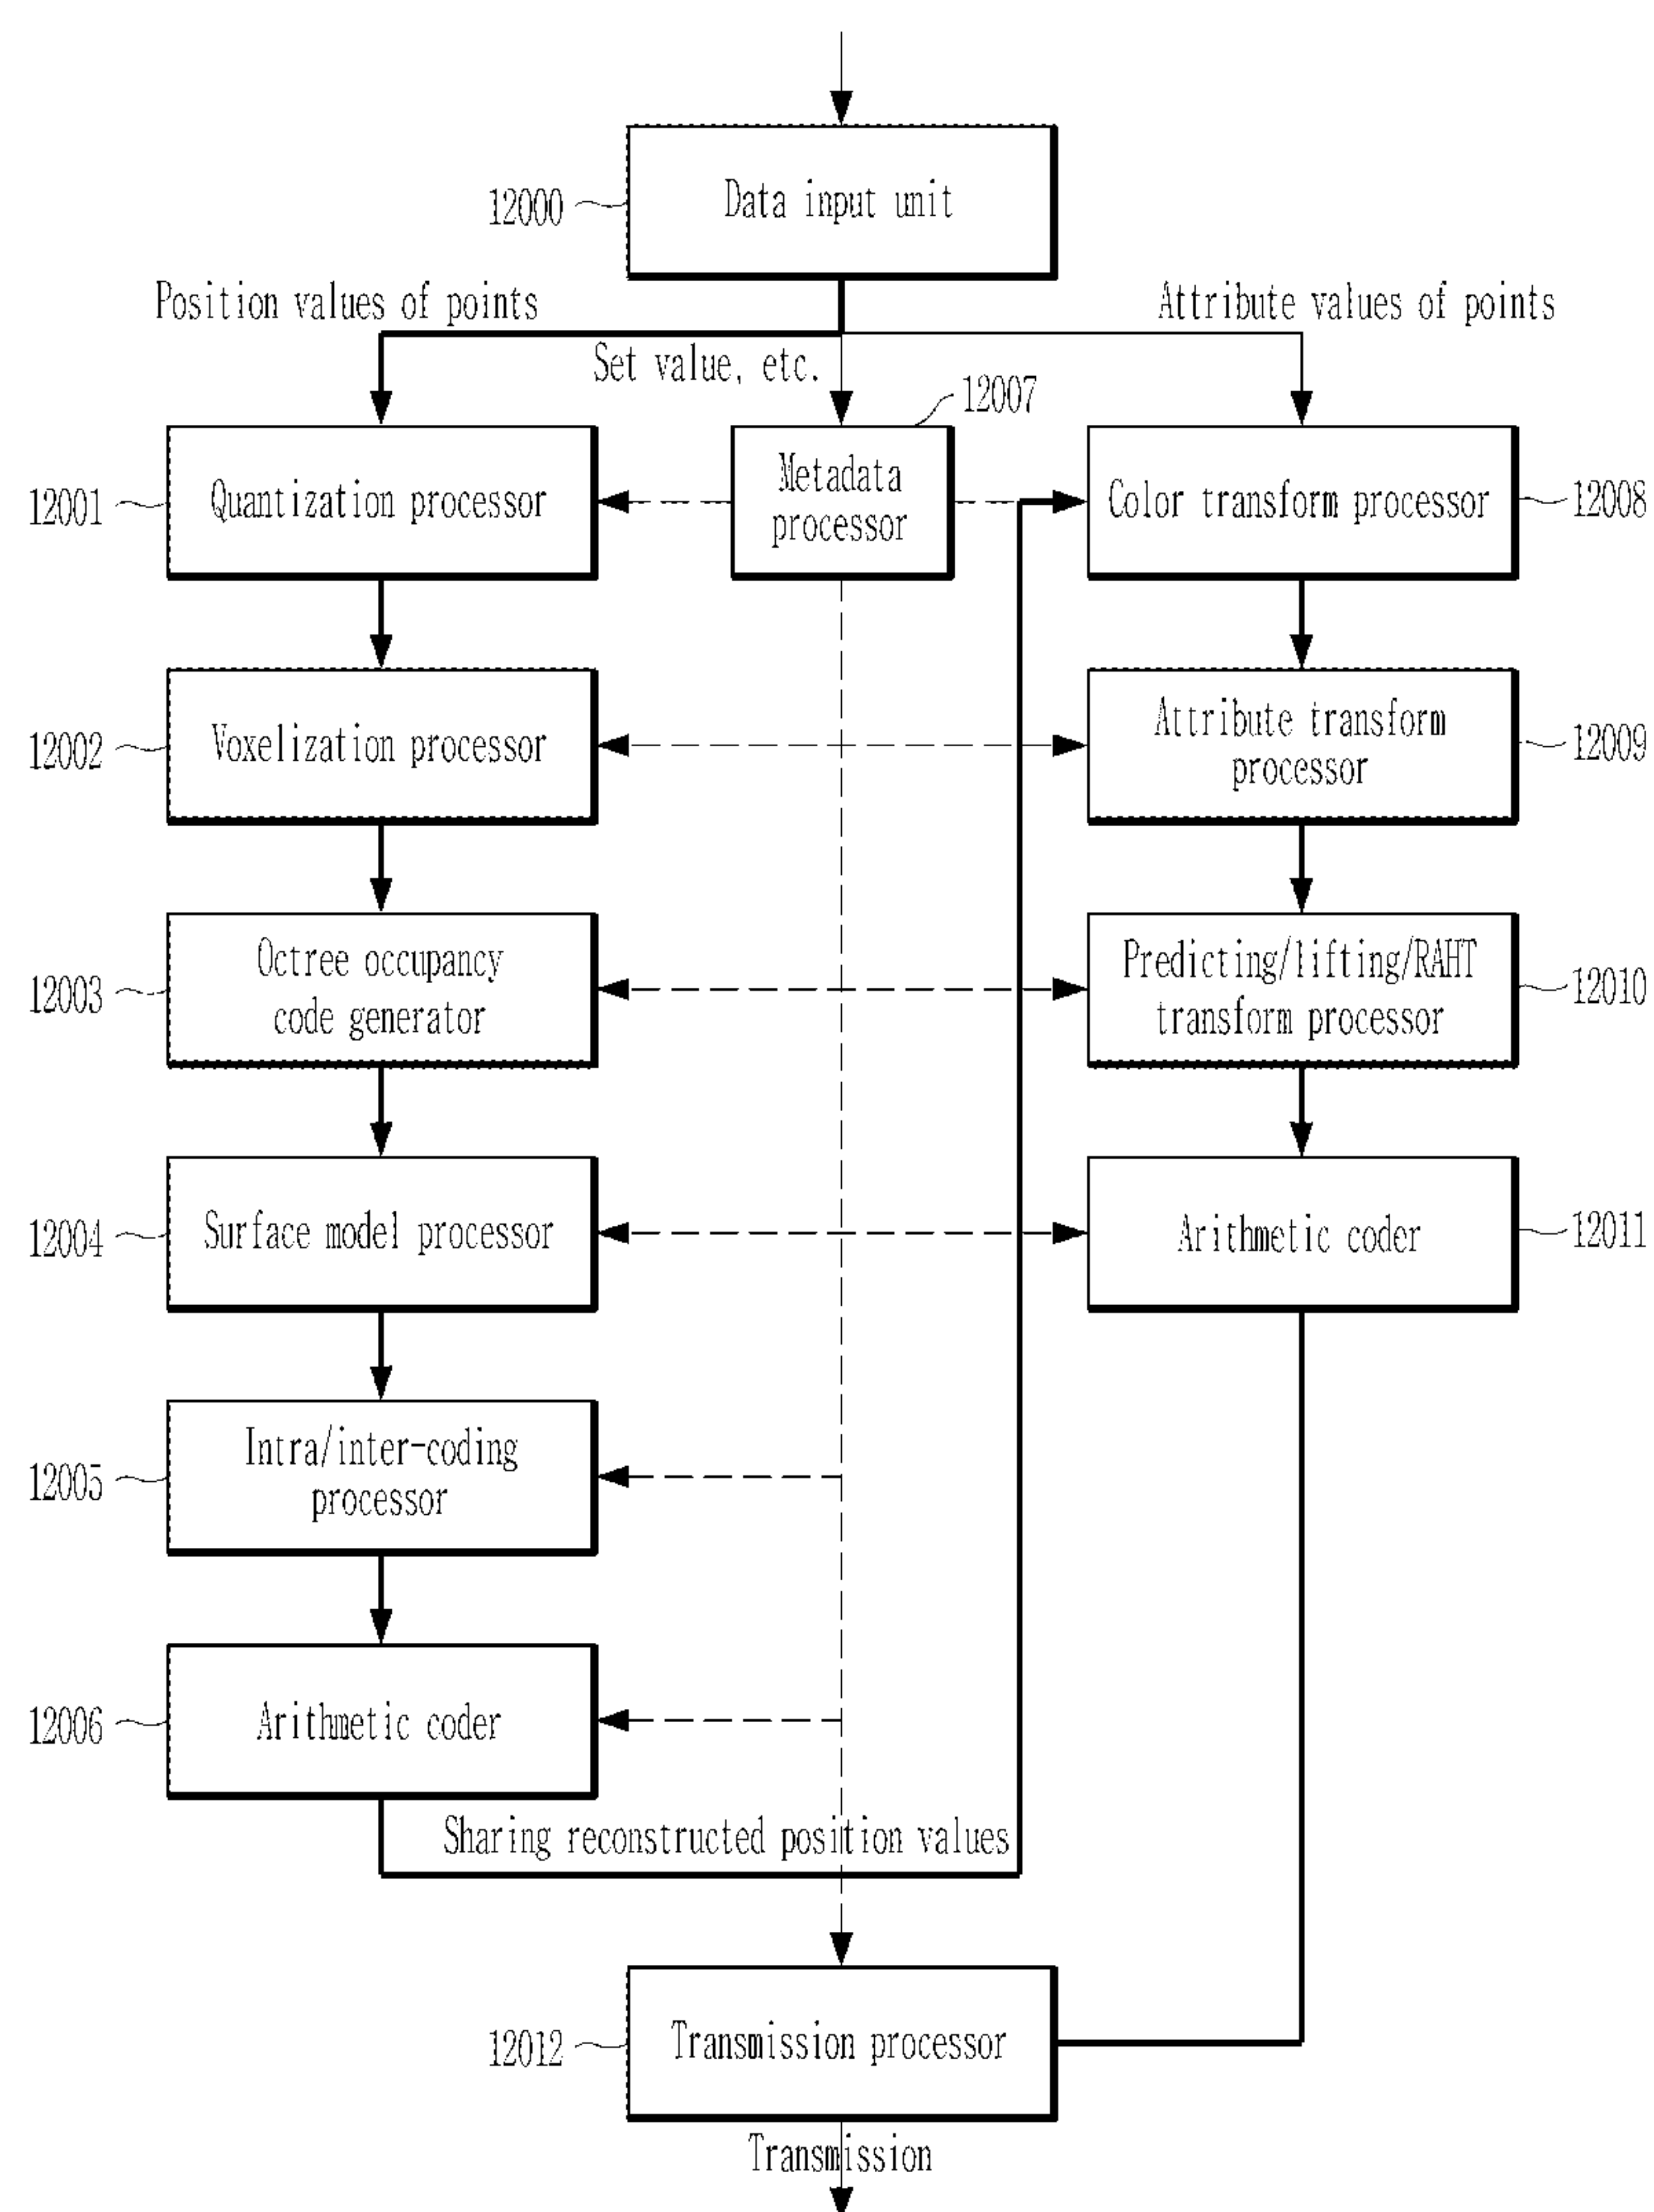 12000
Data input unit
Position values of points
Attribute values of points
Set value, etc.
12007
12001
Quantization processor
Metadata
processor
Color transform processor
12008
12002
Voxelization processor
Attribute transform
processor
12009
12003
Octree occupancy
code generator
Predicting/lifting/RAHT
transform processor
12010
12004
Surface model processor
Arithmetic coder
12011
12005
Intra/inter-coding
processor
12006
Arithmetic coder
Sharing reconstructed position values
12012
Transmission processor
Transmission